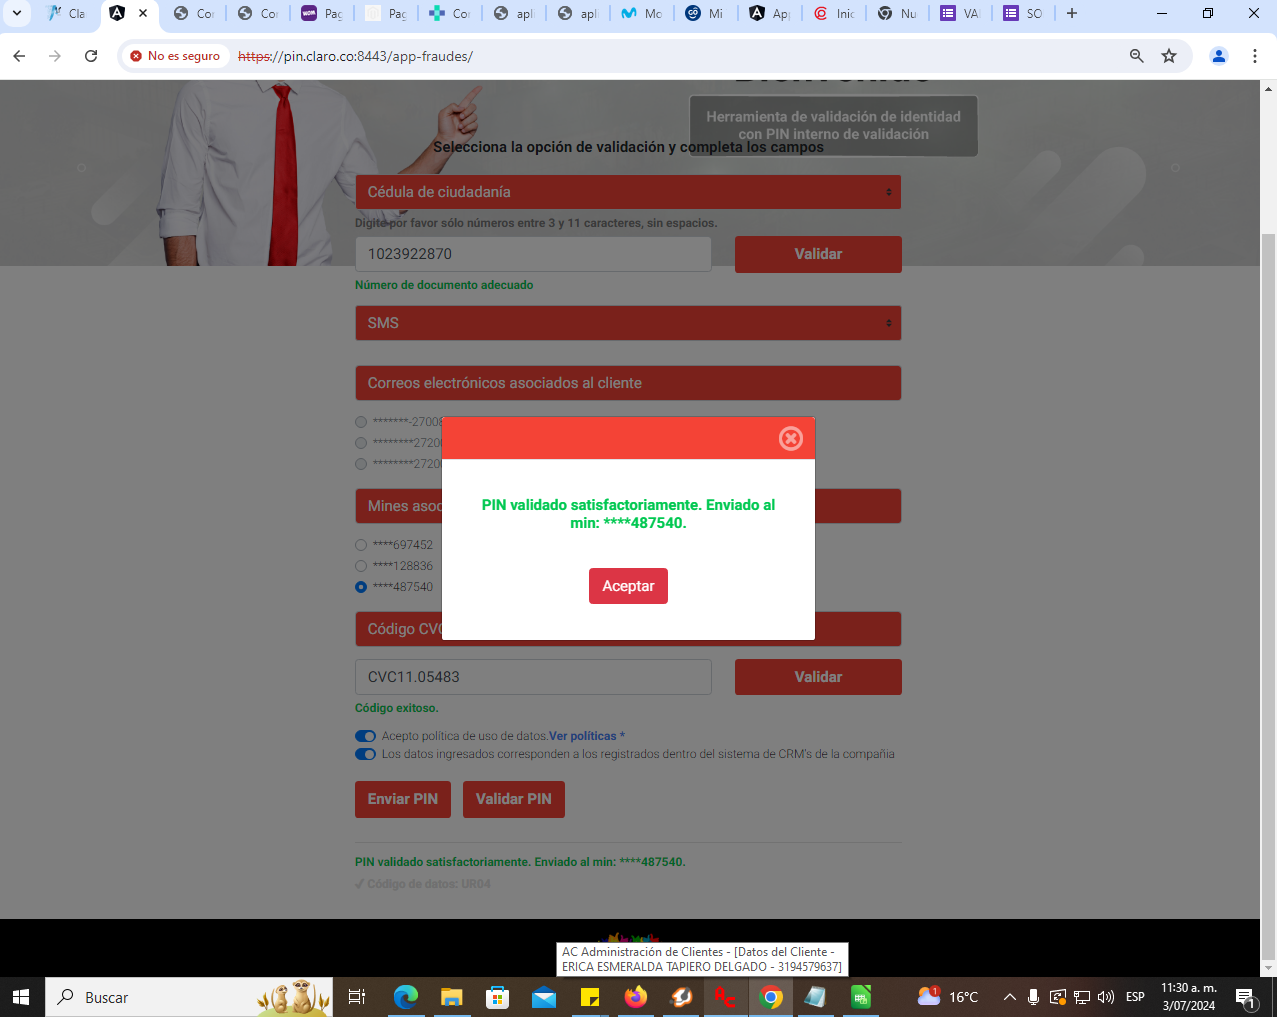 Cla
Co
Co
Pag
Pag
Co
apl
apl
Mo
Mi
Ap
Inic
Nu
VA
SO
No es seguro
https://pin.claro.co:8443/app-fraudes/
Herramienta de validación de identidad
con PIN interno de validación
Selecciona la opción de validación y completa los campos
Cédula de ciudadanía
Digite por favor sólo números entre 3 y 11 caracteres, sin espacios.
1023922870
Validar
Número de documento adecuado
SMS
Correos electrónicos asociados al cliente
*******-27008
********2720
********2720
Mines asoc
****697452
****128836
****487540
PIN validado satisfactoriamente. Enviado al
min: ****487540.
Aceptar
Código CVC
CVC11.05483
Validar
Código exitoso.
Acepto política de uso de datos.Ver políticas *
Los datos ingresados corresponden a los registrados dentro del sistema de CRM's de la compañia
Enviar PIN
Validar PIN
PIN validado satisfactoriamente. Enviado al min: ****487540.
Código de datos: UR04
AC Administración de Clientes - [Datos del Cliente -
ERICA ESMERALDA TAPIERO DELGADO - 3194579637]
Buscar
1
16°C
ESP
11:30 a. m.
3/07/2024
1